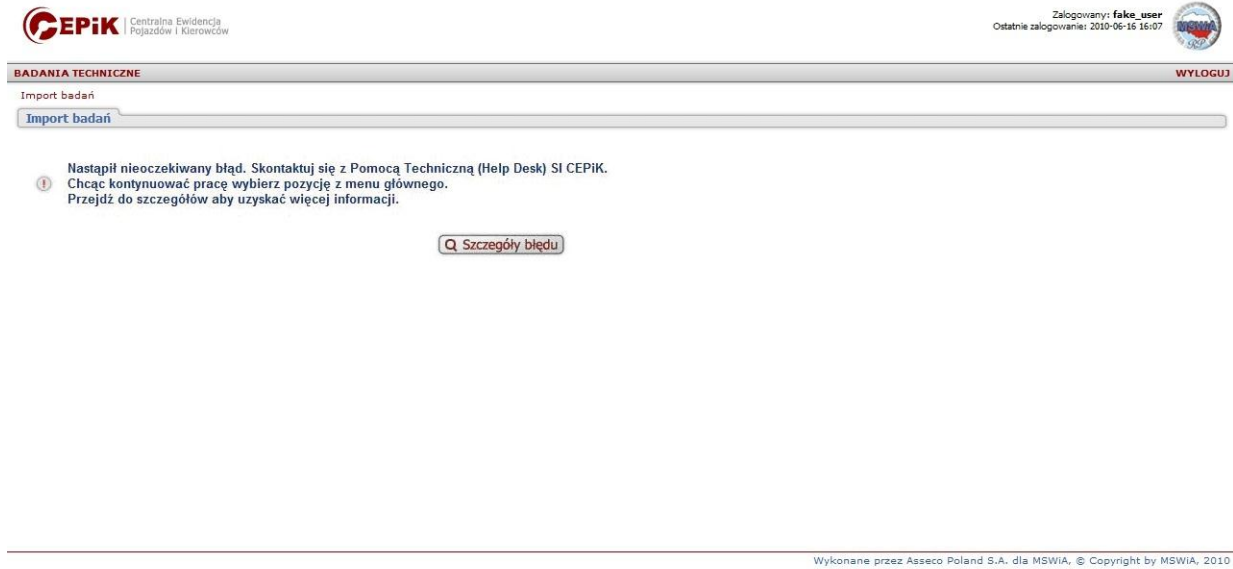 CEPiK Centralna Ewidencja
Pojazdów i Kierowców
Zalogowany: fake_user
Ostatnie zalogowanie: 2010-06-16 16:07
MSWiA
RP
BADANIA TECHNICZNE WYLOGUJ
Import badań
Import badań
Nastąpił nieoczekiwany błąd. Skontaktuj się z Pomocą Techniczną (Help Desk) SI CEPiK.
Chcąc kontynuować pracę wybierz pozycję z menu głównego.
Przejdź do szczegółów aby uzyskać więcej informacji.
Szczegóły błędu
Wykonane przez Asseco Poland S.A. dla MSWiA, © Copyright by MSWiA, 2010